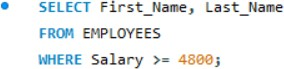 SELECT First_Name, Last_Name
FROM EMPLOYEES
WHERE Salary >= 4800;